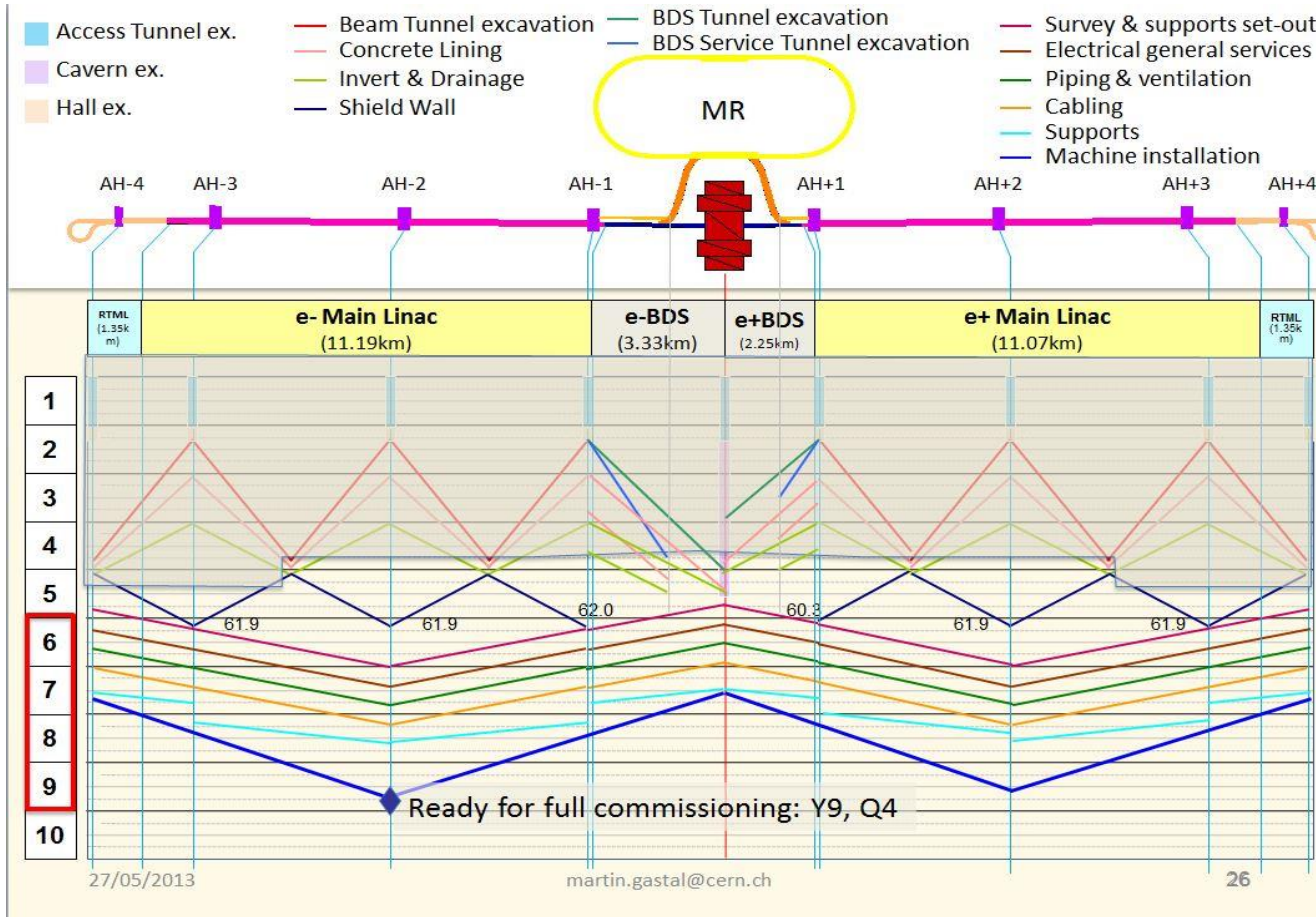 Access Tunnel ex.
Cavern ex.
Hall ex.
Beam Tunnel excavation
Concrete Lining
Invert & Drainage
Shield Wall
BDS Tunnel excavation
BDS Service Tunnel excavation
Survey & supports set-out
Electrical general services
Piping & ventilation
Cabling
Supports
Machine installation
MR
AH-4 AH-3 AH-2 AH-1 AH+1 AH+2 AH+3 AH+4
RTML
(1.35k
m)
e- Main Linac
(11.19km)
e-BDS
(3.33km)
e+BDS
(2.25km)
e+ Main Linac
(11.07km)
RTML
(1.35k
m)
1
2
3
4
5
6
7
8
9
10
61.9 61.9 62.0 60.3 61.9 61.9
Ready for full commissioning: Y9, Q4
27/05/2013 martin.gastal@cern.ch 26